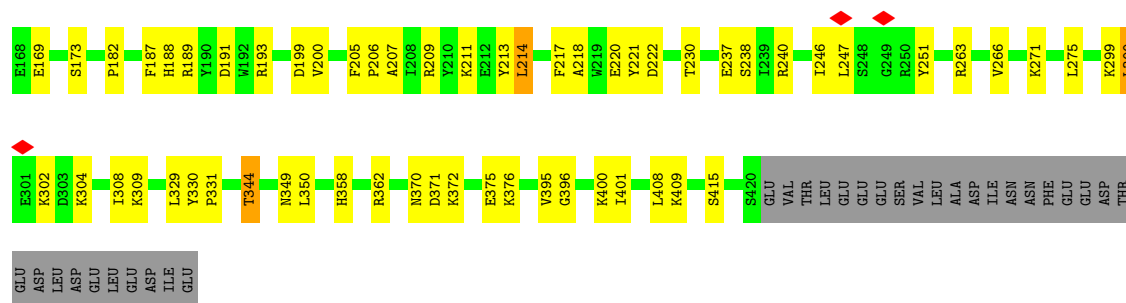 E168 E169 S173 P182 F187 H188 R189 Y190 D191 W192 R193 D199 V200 F205 P206 A207 I208 R209 Y210 K211 E212 Y213 L214 F217 A218 W219 E220 Y221 D222 T230 E237 S238 I239 R240 I246 L247 S248 G249 R250 Y251 R263 V266 K271 L275 K299
E301 K302 D303 K304 I308 K309 L329 Y330 P331 T344 N349 L350 H358 R362 N370 D371 K372 E375 K376 V395 G396 K400 I401 L408 K409 S415 S420 GLU VAL THR LEU GLU GLU GLU SER VAL LEU ALA ASP ILE ASN ASN PHE GLU GLU ASP THR
GLU ASP LEU ASP GLU LEU GLU ASP ILE GLU